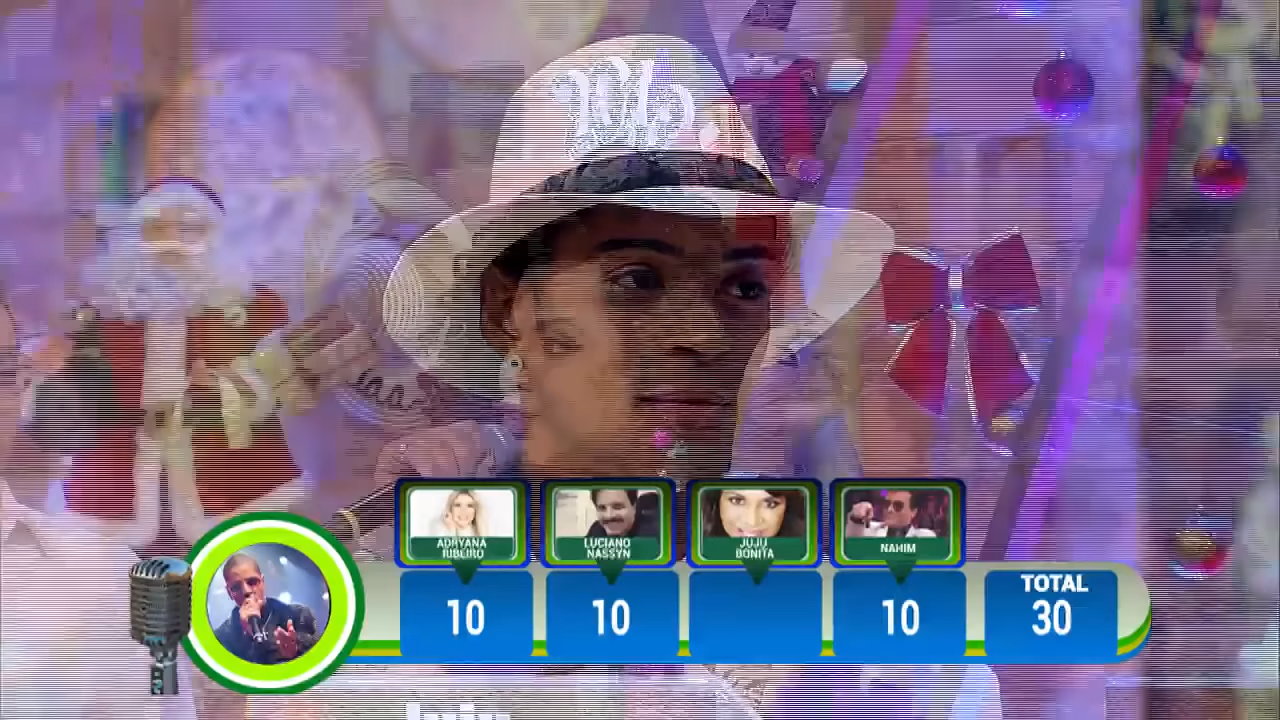 ADRYANA
RIBEIRO
LUCIANO
NASSYN
JUJU
BONITA
NAHIM
10
10
10
TOTAL
30